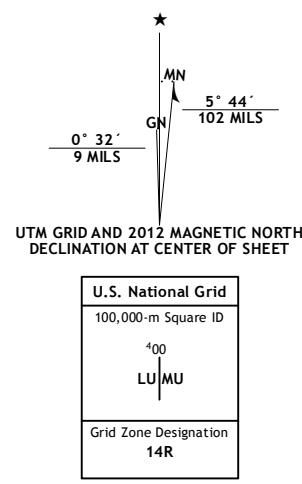 ★
MN
GN
5° 44´
102 MILS
0° 32´
9 MILS
UTM GRID AND 2012 MAGNETIC NORTH
DECLINATION AT CENTER OF SHEET
U.S. National Grid
100,000-m Square ID
⁴00
LU MU
Grid Zone Designation
14R